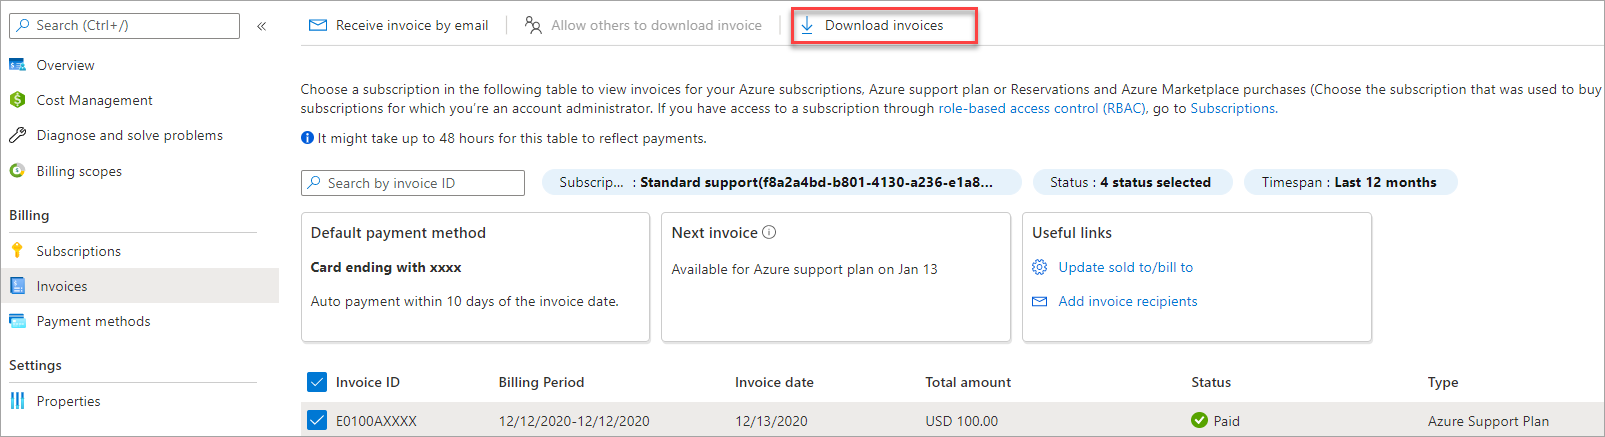 Search (Ctrl+/)
«
Receive invoice by email
Allow others to download invoice
Download invoices
Overview
Cost Management
Diagnose and solve problems
Billing scopes
Billing
Subscriptions
Invoices
Payment methods
Settings
Properties
Choose a subscription in the following table to view invoices for your Azure subscriptions, Azure support plan or Reservations and Azure Marketplace purchases (Choose the subscription that was used to buy
subscriptions for which you're an account administrator. If you have access to a subscription through role-based access control (RBAC), go to Subscriptions.
It might take up to 48 hours for this table to reflect payments.
Search by invoice ID
Subscrip... : Standard support(f8a2a4bd-b801-4130-a236-e1a8...
Status : 4 status selected
Timespan : Last 12 months
Default payment method
Card ending with xxxx
Auto payment within 10 days of the invoice date.
Next invoice
Available for Azure support plan on Jan 13
Useful links
Update sold to/bill to
Add invoice recipients
Invoice ID Billing Period Invoice date Total amount Status Type
E0100AXXXX 12/12/2020-12/12/2020 12/13/2020 USD 100.00 Paid Azure Support Plan